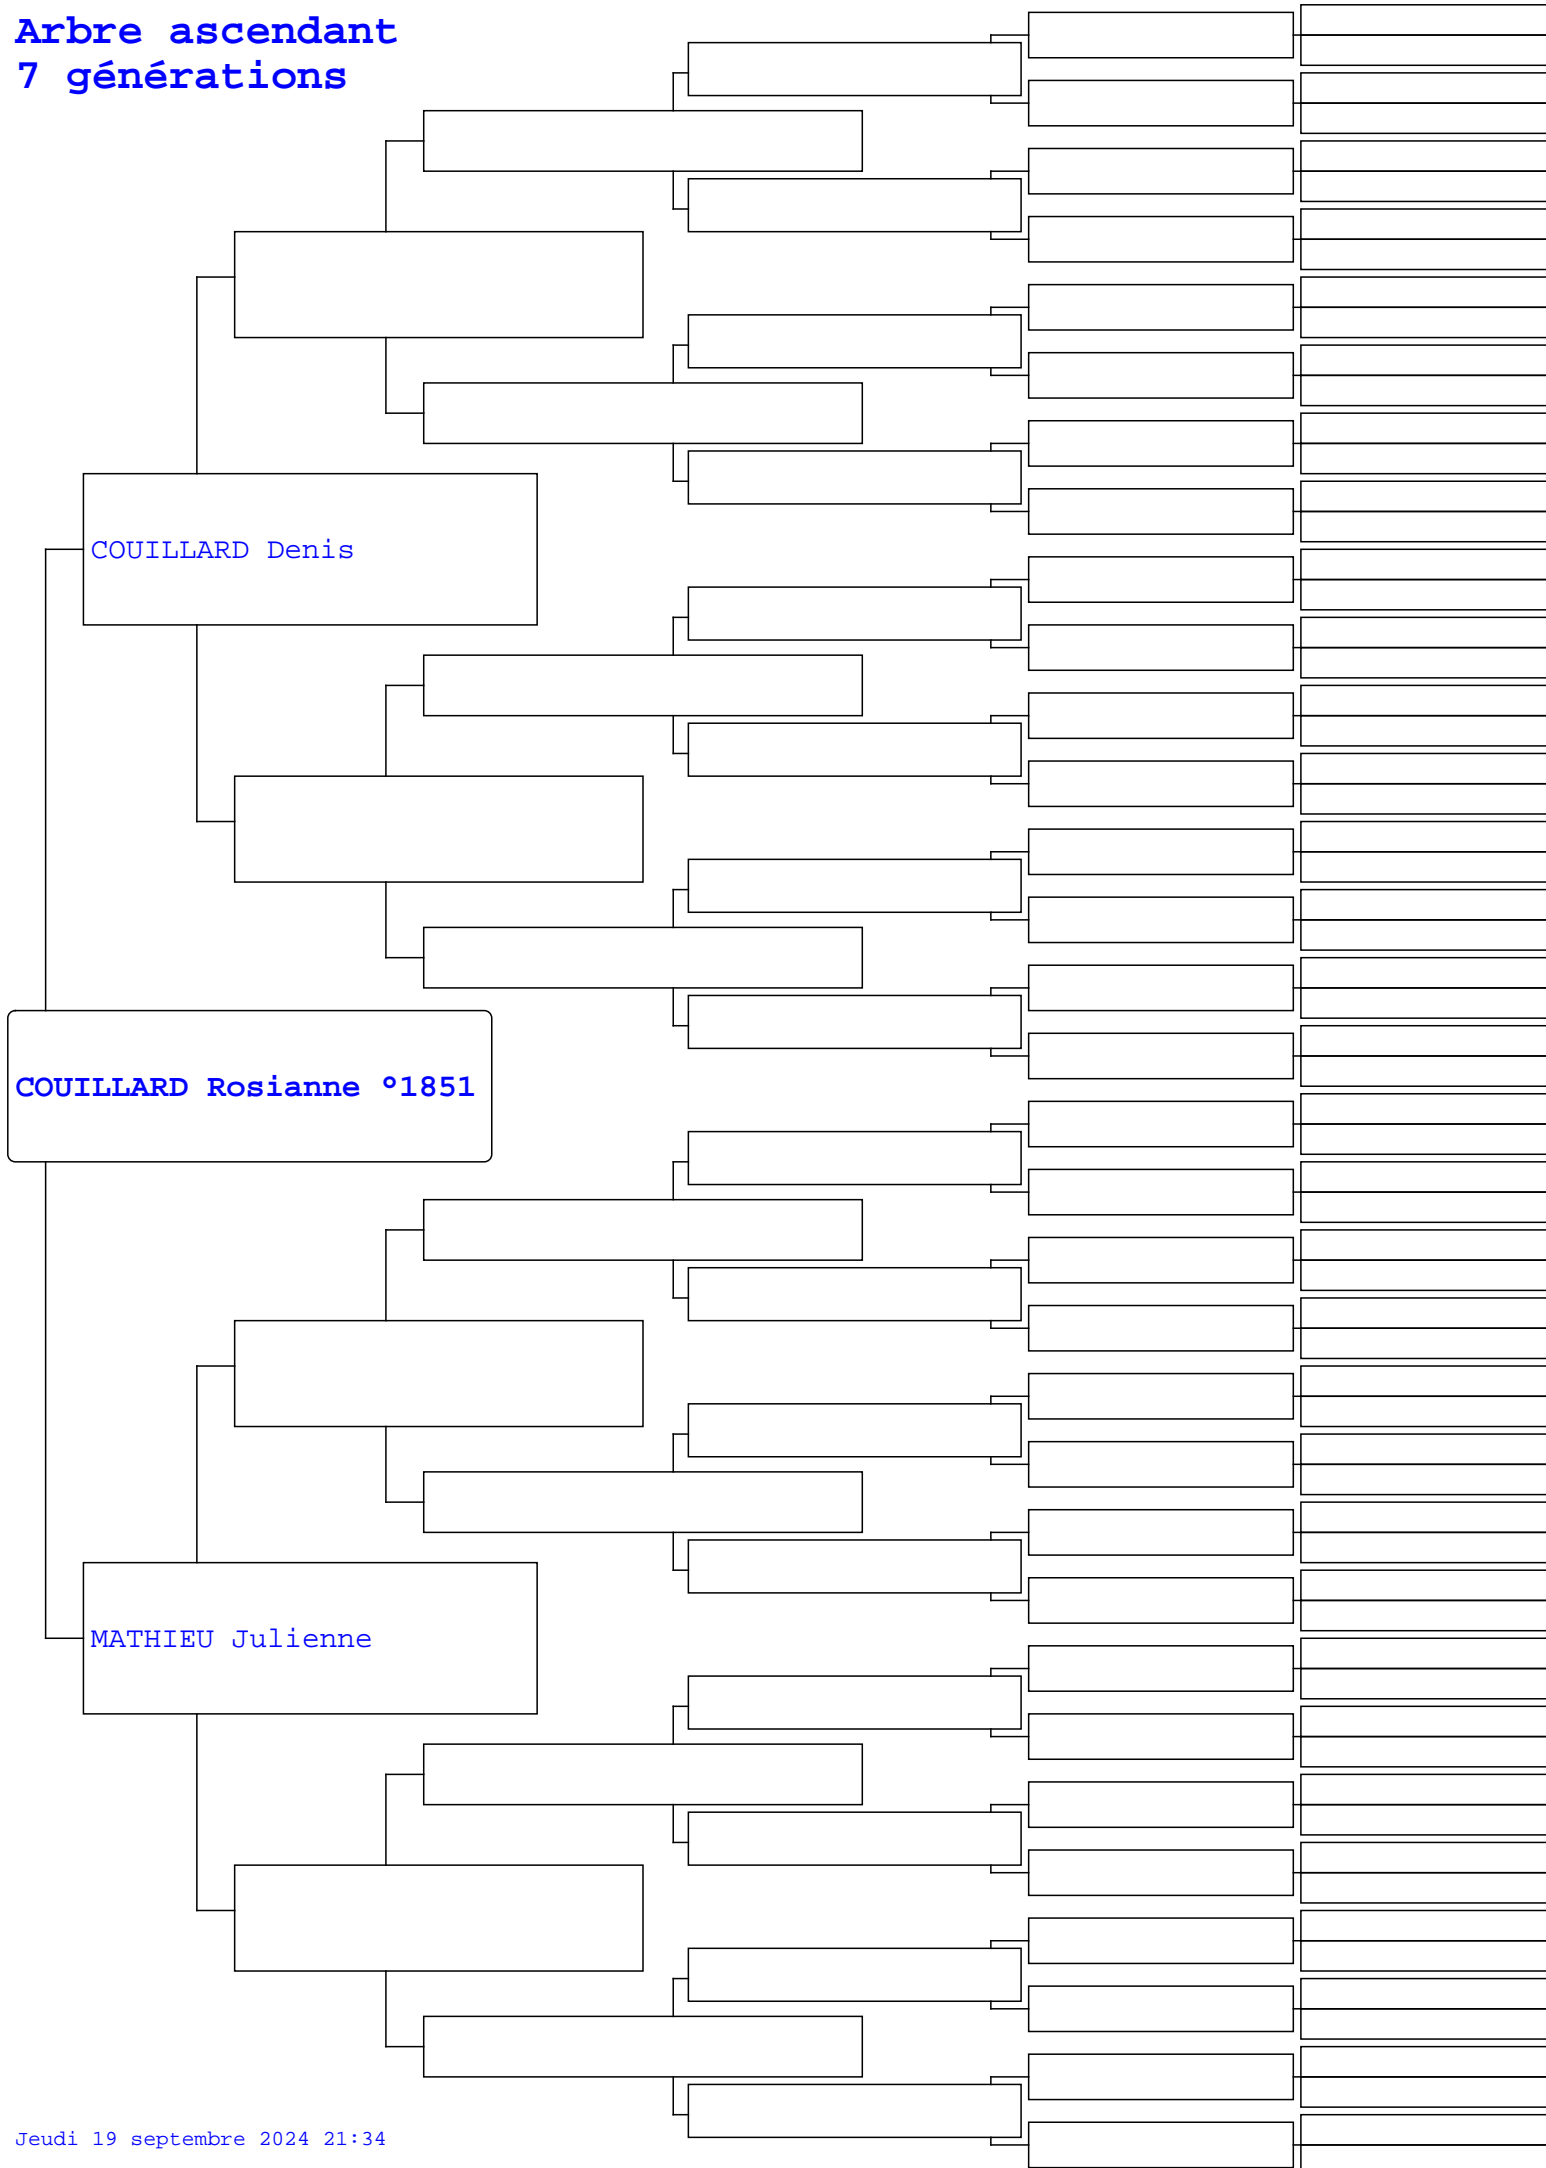 Arbre ascendant
7 générations
COUILLARD Denis
COUILLARD Rosianne °1851
MATHIEU Julienne
Jeudi 19 septembre 2024 21:34